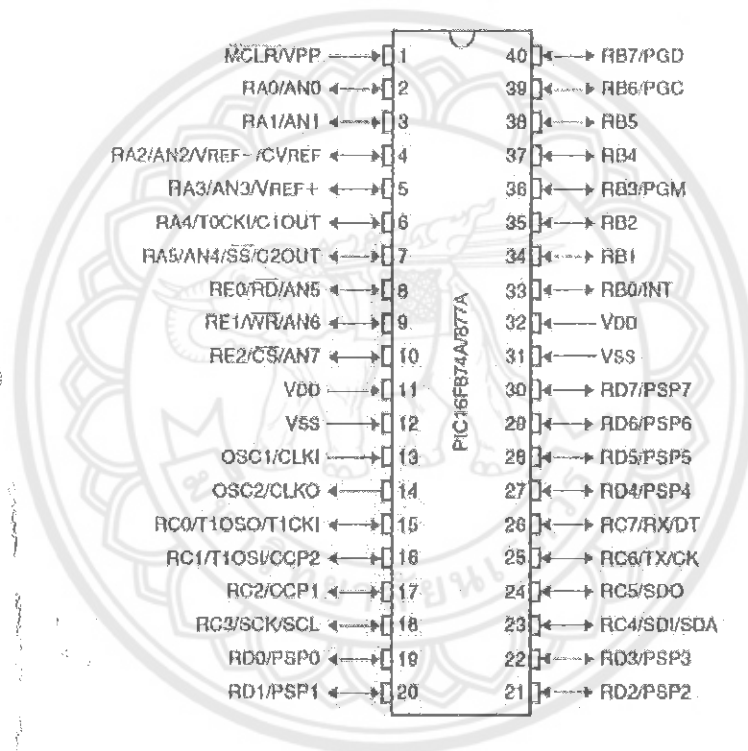 M̅C̅L̅R̅/VPP 1 40 RB7/PGD
RA0/AN0 2 39 RB6/PGC
RA1/AN1 3 38 RB5
RA2/AN2/VREF-/CVREF 4 37 RB4
RA3/AN3/VREF+ 5 36 RB3/PGM
RA4/T0CKI/C1OUT 6 35 RB2
RA5/AN4/S̅S̅/C2OUT 7 34 RB1
RE0/R̅D̅/AN5 8 33 RB0/INT
RE1/W̅R̅/AN6 9 32 VDD
RE2/C̅S̅/AN7 10 31 VSS
VDD 11 30 RD7/PSP7
VSS 12 29 RD6/PSP6
OSC1/CLKI 13 28 RD5/PSP5
OSC2/CLKO 14 27 RD4/PSP4
RC0/T1OSO/T1CKI 15 26 RC7/RX/DT
RC1/T1OSI/CCP2 16 25 RC6/TX/CK
RC2/CCP1 17 24 RC5/SDO
RC3/SCK/SCL 18 23 RC4/SDI/SDA
RD0/PSP0 19 22 RD3/PSP3
RD1/PSP1 20 21 RD2/PSP2
PIC16F874A/877A